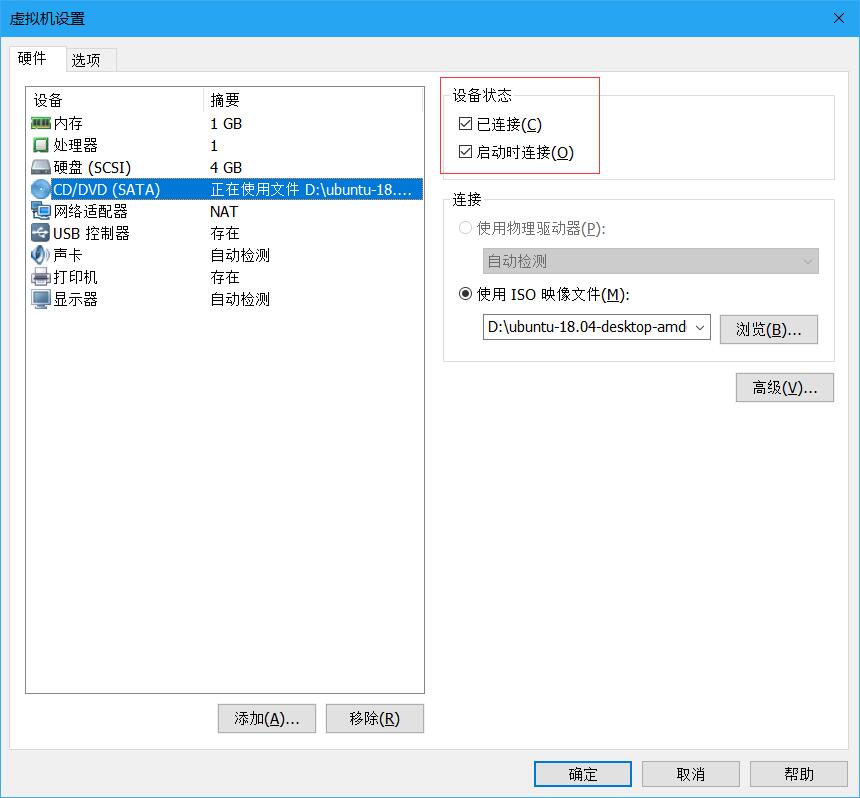 虚拟机设置
硬件 选项
设备 摘要
内存 1 GB
处理器 1
硬盘 (SCSI) 4 GB
CD/DVD (SATA) 正在使用文件 D:\ubuntu-18....
网络适配器 NAT
USB 控制器 存在
声卡 自动检测
打印机 存在
显示器 自动检测
添加(A)... 移除(R)
设备状态
已连接(C)
启动时连接(O)
连接
使用物理驱动器(P):
自动检测
使用 ISO 映像文件(M):
D:\ubuntu-18.04-desktop-amd 浏览(B)...
高级(V)...
确定 取消 帮助